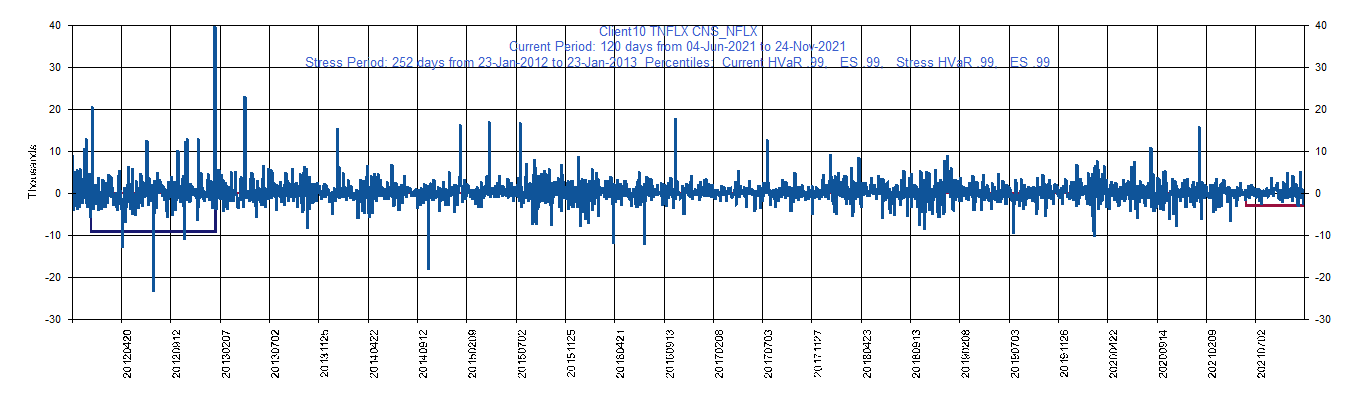 Client10 TNFLX CNS_NFLX
Current Period: 120 days from 04-Jun-2021 to 24-Nov-2021
Stress Period: 252 days from 23-Jan-2012 to 23-Jan-2013 Percentiles: Current HVaR .99, ES .99, Stress HVaR .99, ES .99
40 40
30 30
20 20
10 10
0 0
-10 -10
-20 -20
-30 -30
Thousands
20120420 20120912 20130207 20130702 20131125 20140422 20140912 20150209 20150702 20151125 20160421 20160913 20170208 20170703 20171127 20180423 20180913 20190208 20190703 20191126 20200422 20200914 20210209 20210702